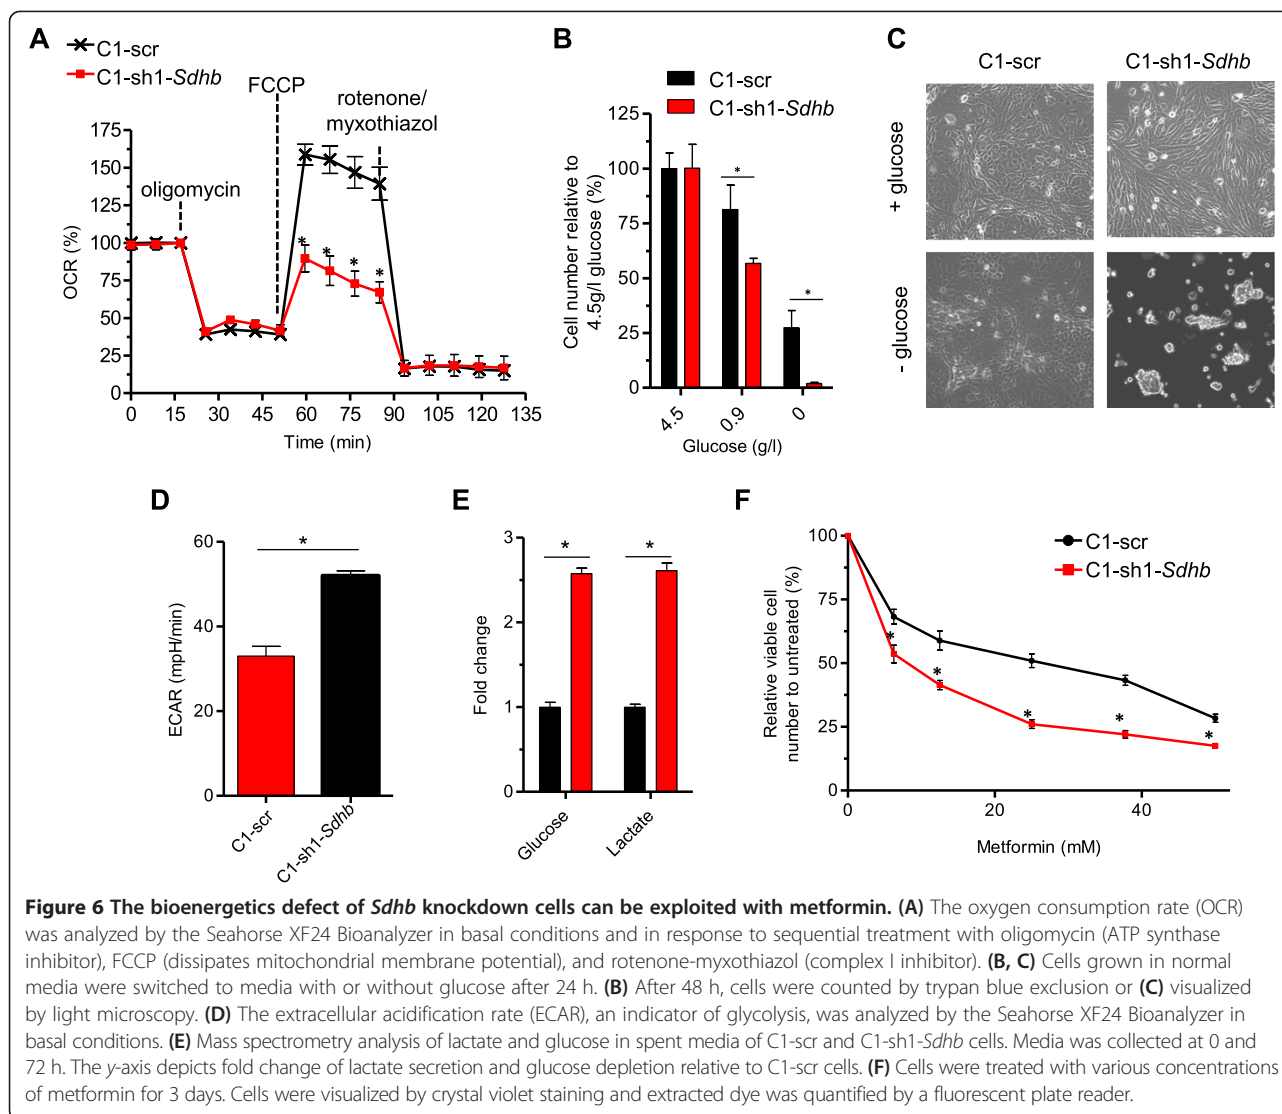 A
C1-scr
C1-sh1-Sdhb
FCCP
rotenone/
myxothiazol
oligomycin
OCR (%)
175
150
125
100
75
50
25
0
0 15 30 45 60 75 90 105 120 135
Time (min)
* * * *
B
C1-scr
C1-sh1-Sdhb
Cell number relative to
4.5g/l glucose (%)
125
100
75
50
25
0
*
*
4.5 0.9 0
Glucose (g/l)
C
C1-scr C1-sh1-Sdhb
+ glucose
- glucose
D
ECAR (mpH/min)
60
40
20
0
*
C1-scr
C1-sh1-Sdhb
E
Fold change
3
2
1
0
* *
Glucose Lactate
F
C1-scr
C1-sh1-Sdhb
Relative viable cell
number to untreated (%)
100
75
50
25
0
* * * * *
0 20 40
Metformin (mM)
Figure 6 The bioenergetics defect of Sdhb knockdown cells can be exploited with metformin. (A) The oxygen consumption rate (OCR)
was analyzed by the Seahorse XF24 Bioanalyzer in basal conditions and in response to sequential treatment with oligomycin (ATP synthase
inhibitor), FCCP (dissipates mitochondrial membrane potential), and rotenone-myxothiazol (complex I inhibitor). (B, C) Cells grown in normal
media were switched to media with or without glucose after 24 h. (B) After 48 h, cells were counted by trypan blue exclusion or (C) visualized
by light microscopy. (D) The extracellular acidification rate (ECAR), an indicator of glycolysis, was analyzed by the Seahorse XF24 Bioanalyzer in
basal conditions. (E) Mass spectrometry analysis of lactate and glucose in spent media of C1-scr and C1-sh1-Sdhb cells. Media was collected at 0 and
72 h. The y-axis depicts fold change of lactate secretion and glucose depletion relative to C1-scr cells. (F) Cells were treated with various concentrations
of metformin for 3 days. Cells were visualized by crystal violet staining and extracted dye was quantified by a fluorescent plate reader.